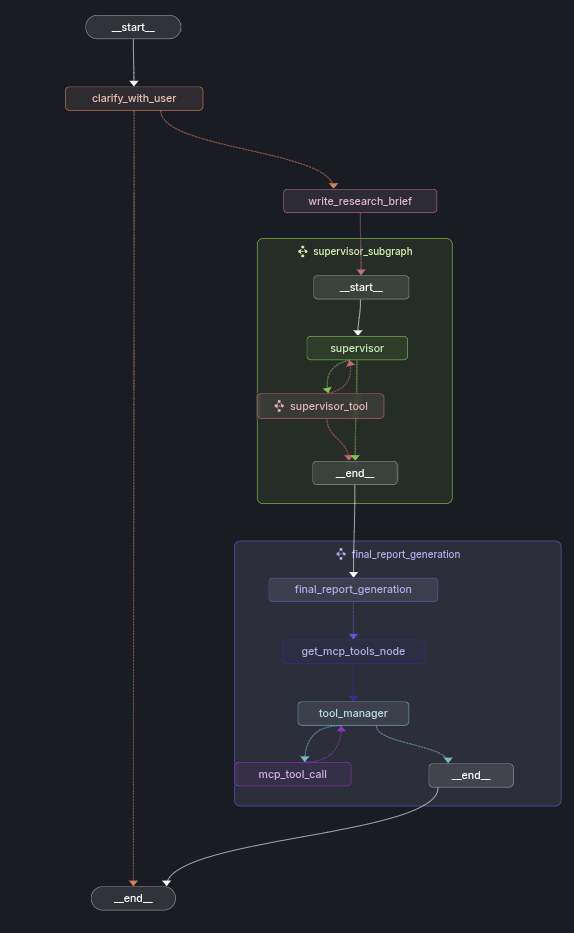 __start__
clarify_with_user
write_research_brief
supervisor_subgraph
__start__
supervisor
supervisor_tool
__end__
final_report_generation
final_report_generation
get_mcp_tools_node
tool_manager
mcp_tool_call
__end__
__end__